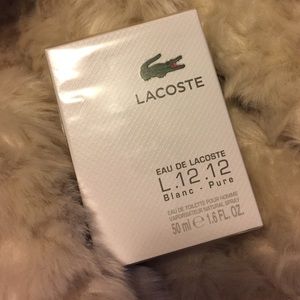 LACOSTE
EAU DE LACOSTE
L.12.12
Blanc - Pure
EAU DE TOILETTE POUR HOMME
VAPORISATEUR NATURAL SPRAY
50 ml e 1.6 FL. OZ.